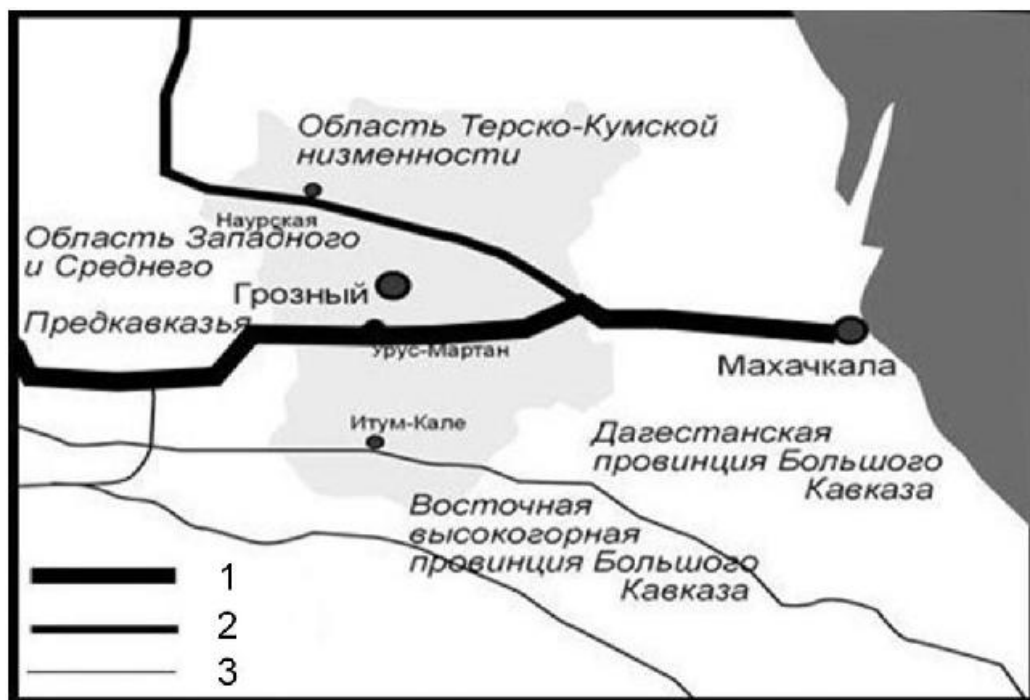 Область Терско-Кумской
низменности
Наурская
Область Западного
и Среднего
Предкавказья
Грозный
Урус-Мартан
Махачкала
Итум-Кале
Дагестанская
провинция Большого
Кавказа
Восточная
высокогорная
провинция Большого
Кавказа
1
2
3